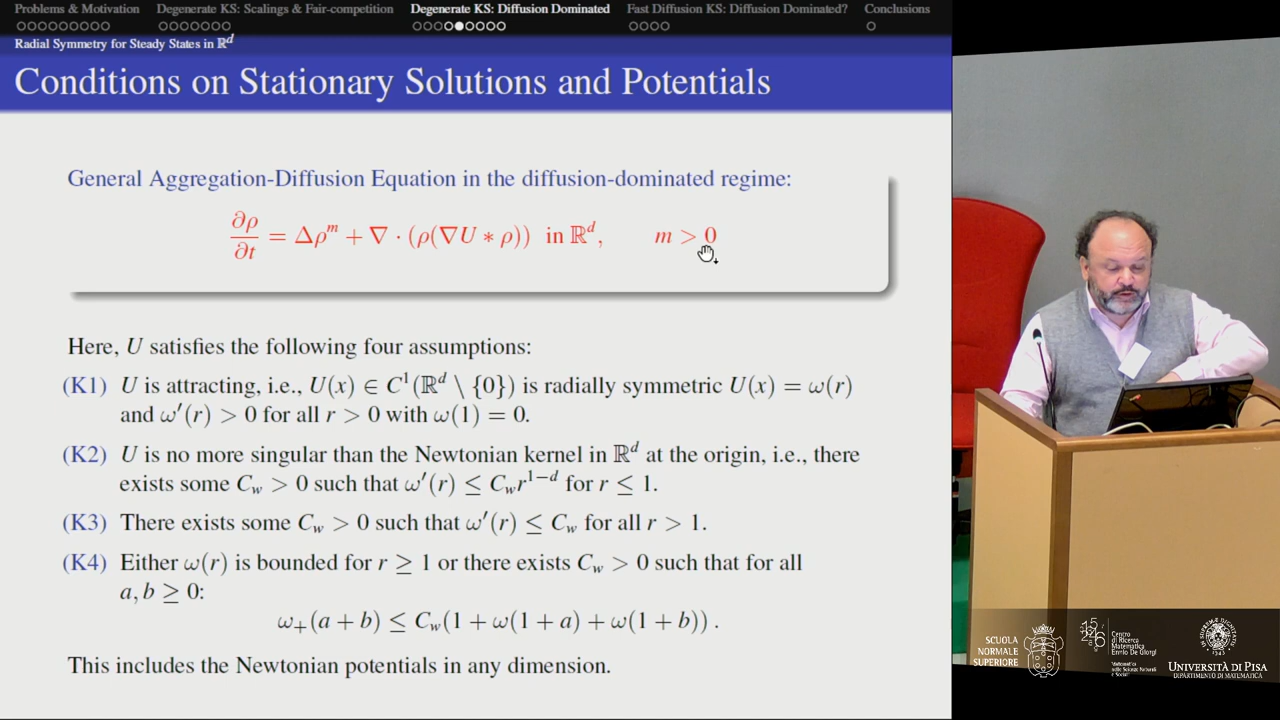 Problems & Motivation Degenerate KS: Scalings & Fair-competition Degenerate KS: Diffusion Dominated Fast Diffusion KS: Diffusion Dominated? Conclusions
Radial Symmetry for Steady States in ℝ^d
Conditions on Stationary Solutions and Potentials
General Aggregation-Diffusion Equation in the diffusion-dominated regime:
∂ρ/∂t = Δρ^m + ∇ · (ρ(∇U ∗ ρ)) in ℝ^d, m > 0
Here, U satisfies the following four assumptions:
(K1) U is attracting, i.e., U(x) ∈ C^1(ℝ^d \ {0}) is radially symmetric U(x) = ω(r)
and ω′(r) > 0 for all r > 0 with ω(1) = 0.
(K2) U is no more singular than the Newtonian kernel in ℝ^d at the origin, i.e., there
exists some C_w > 0 such that ω′(r) ≤ C_w r^{1−d} for r ≤ 1.
(K3) There exists some C_w > 0 such that ω′(r) ≤ C_w for all r > 1.
(K4) Either ω(r) is bounded for r ≥ 1 or there exists C_w > 0 such that for all
a, b ≥ 0:
ω_+(a + b) ≤ C_w(1 + ω(1 + a) + ω(1 + b)) .
This includes the Newtonian potentials in any dimension.
SCUOLA
NORMALE
SUPERIORE
Centro
di Ricerca
Matematica
Ennio De Giorgi
UNIVERSITÀ DI PISA
DIPARTIMENTO DI MATEMATICA